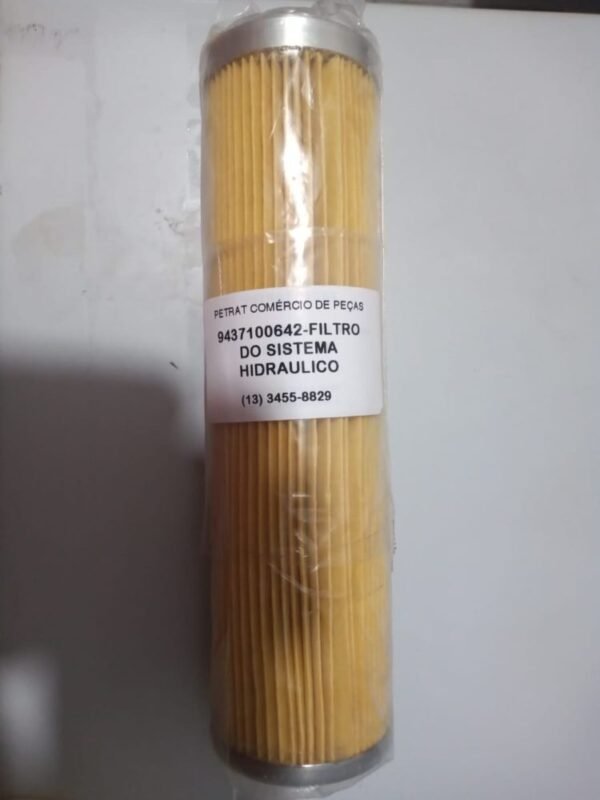 PETRAT COMÉRCIO DE PEÇAS
9437100642-FILTRO
DO SISTEMA
HIDRAULICO
(13) 3455-8829